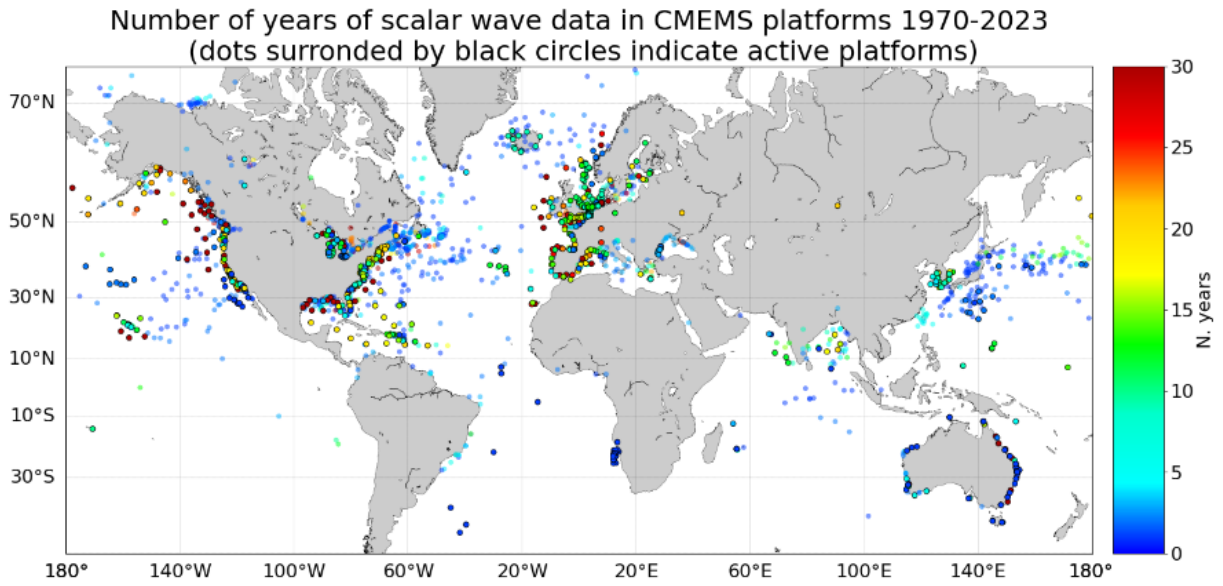 Number of years of scalar wave data in CMEMS platforms 1970-2023
(dots surronded by black circles indicate active platforms)
70°N
50°N
30°N
10°N
10°S
30°S
180°
140°W
100°W
60°W
20°W
20°E
60°E
100°E
140°E
180°
30
25
20
15
10
5
0
N. years